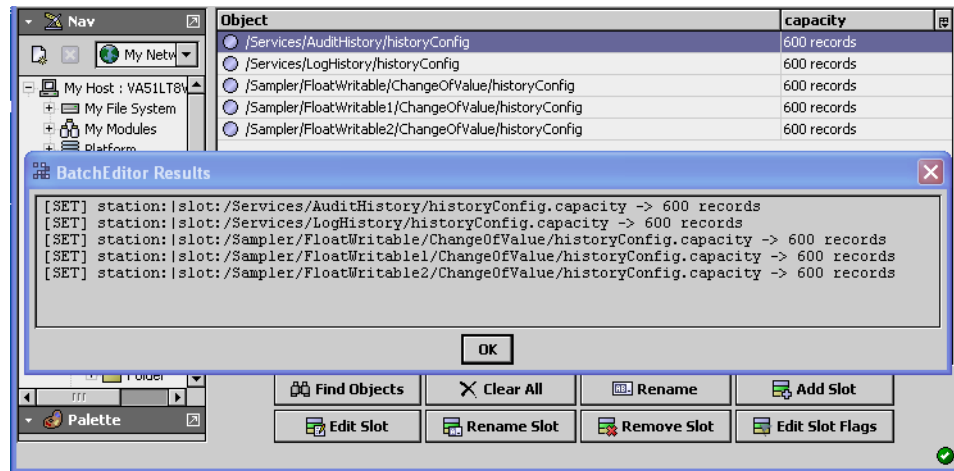 Nav
Object capacity
/Services/AuditHistory/historyConfig 600 records
My Netw
/Services/LogHistory/historyConfig 600 records
My Host : VA51LT8V
/Sampler/FloatWritable/ChangeOfValue/historyConfig 600 records
My File System
/Sampler/FloatWritable1/ChangeOfValue/historyConfig 600 records
My Modules
/Sampler/FloatWritable2/ChangeOfValue/historyConfig 600 records
Platform
BatchEditor Results
[SET] station:|slot:/Services/AuditHistory/historyConfig.capacity -> 600 records
[SET] station:|slot:/Services/LogHistory/historyConfig.capacity -> 600 records
[SET] station:|slot:/Sampler/FloatWritable/ChangeOfValue/historyConfig.capacity -> 600 records
[SET] station:|slot:/Sampler/FloatWritable1/ChangeOfValue/historyConfig.capacity -> 600 records
[SET] station:|slot:/Sampler/FloatWritable2/ChangeOfValue/historyConfig.capacity -> 600 records
OK
Folder
Find Objects Clear All Rename Add Slot
Palette
Edit Slot Rename Slot Remove Slot Edit Slot Flags